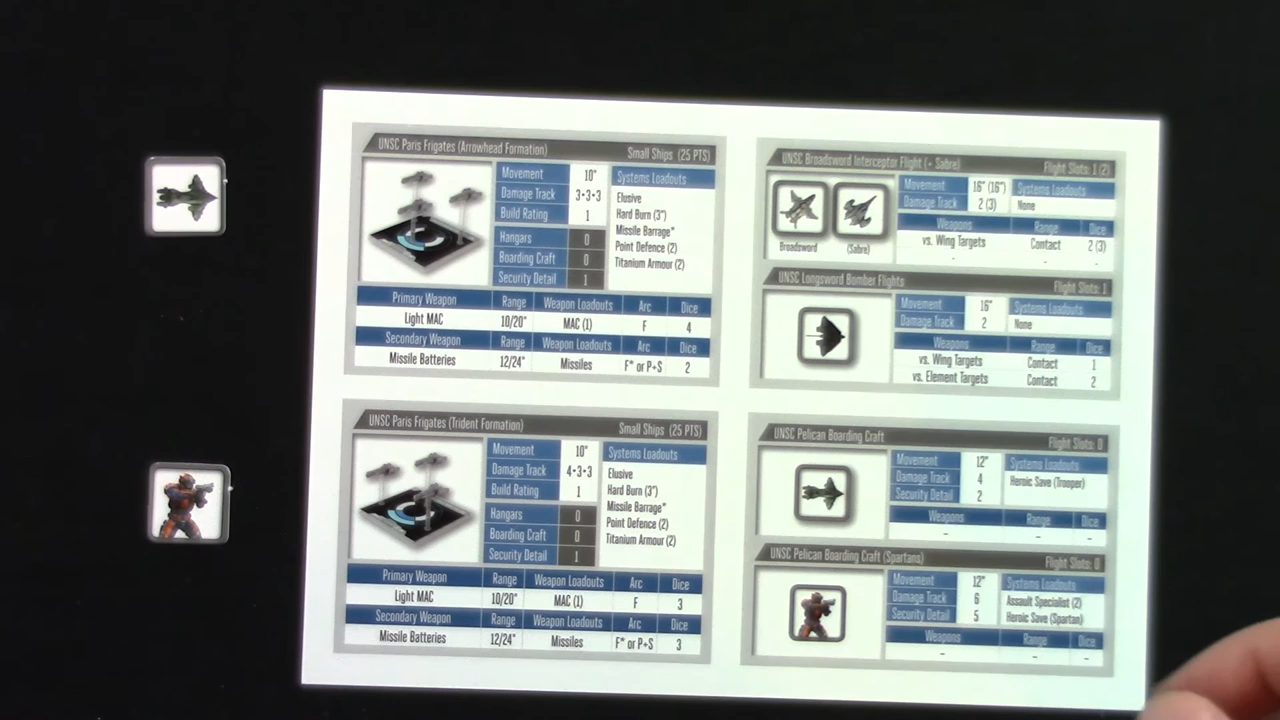 UNSC Paris Frigates (Arrowhead Formation) Small Ships (25 PTS)
Movement 10" Systems Loadouts
Damage Track 3-3-3 Elusive
Build Rating 1 Hard Burn (3")
Missile Barrage*
Hangars 0 Point Defence (2)
Boarding Craft 0 Titanium Armour (2)
Security Detail 1
Primary Weapon Range Weapon Loadouts Arc Dice
Light MAC 10/20" MAC (1) F 4
Secondary Weapon Range Weapon Loadouts Arc Dice
Missile Batteries 12/24" Missiles F* or P+S 2
UNSC Broadsword Interceptor Flight (+ Sabre) Flight Slots: 1 (2)
Movement 16" (16") Systems Loadouts
Damage Track 2 (3) None
Weapons Range Dice
vs. Wing Targets Contact 2 (3)
- - -
Broadsword (Sabre)
UNSC Longsword Bomber Flights Flight Slots: 1
Movement 16" Systems Loadouts
Damage Track 2 None
Weapons Range Dice
vs. Wing Targets Contact 1
vs. Element Targets Contact 2
UNSC Paris Frigates (Trident Formation) Small Ships (25 PTS)
Movement 10" Systems Loadouts
Damage Track 4-3-3 Elusive
Build Rating 1 Hard Burn (3")
Missile Barrage*
Hangars 0 Point Defence (2)
Boarding Craft 0 Titanium Armour (2)
Security Detail 1
Primary Weapon Range Weapon Loadouts Arc Dice
Light MAC 10/20" MAC (1) F 3
Secondary Weapon Range Weapon Loadouts Arc Dice
Missile Batteries 12/24" Missiles F* or P+S 3
UNSC Pelican Boarding Craft Flight Slots: 0
Movement 12" Systems Loadouts
Damage Track 4 Heroic Save (Trooper)
Security Detail 2
Weapons Range Dice
- - -
UNSC Pelican Boarding Craft (Spartans) Flight Slots: 0
Movement 12" Systems Loadouts
Damage Track 6 Assault Specialist (2)
Security Detail 5 Heroic Save (Spartan)
Weapons Range Dice
- - -